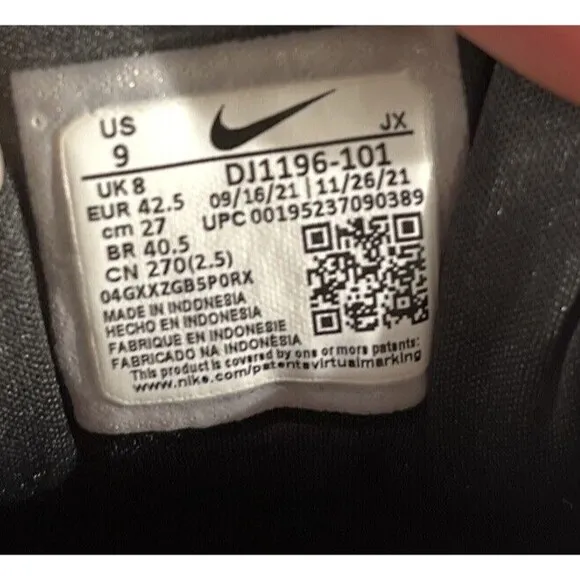 US
9
JX
DJ1196-101
UK 8
09/16/21 | 11/26/21
EUR 42.5
UPC 00195237090389
cm 27
BR 40.5
CN 270(2.5)
04GXXZGB5P0RX
MADE IN INDONESIA
HECHO EN INDONESIA
FABRIQUE EN INDONESIE
FABRICADO NA INDONÉSIA
This product is covered by one or more patents:
www.nike.com/patentsvirtualmarking